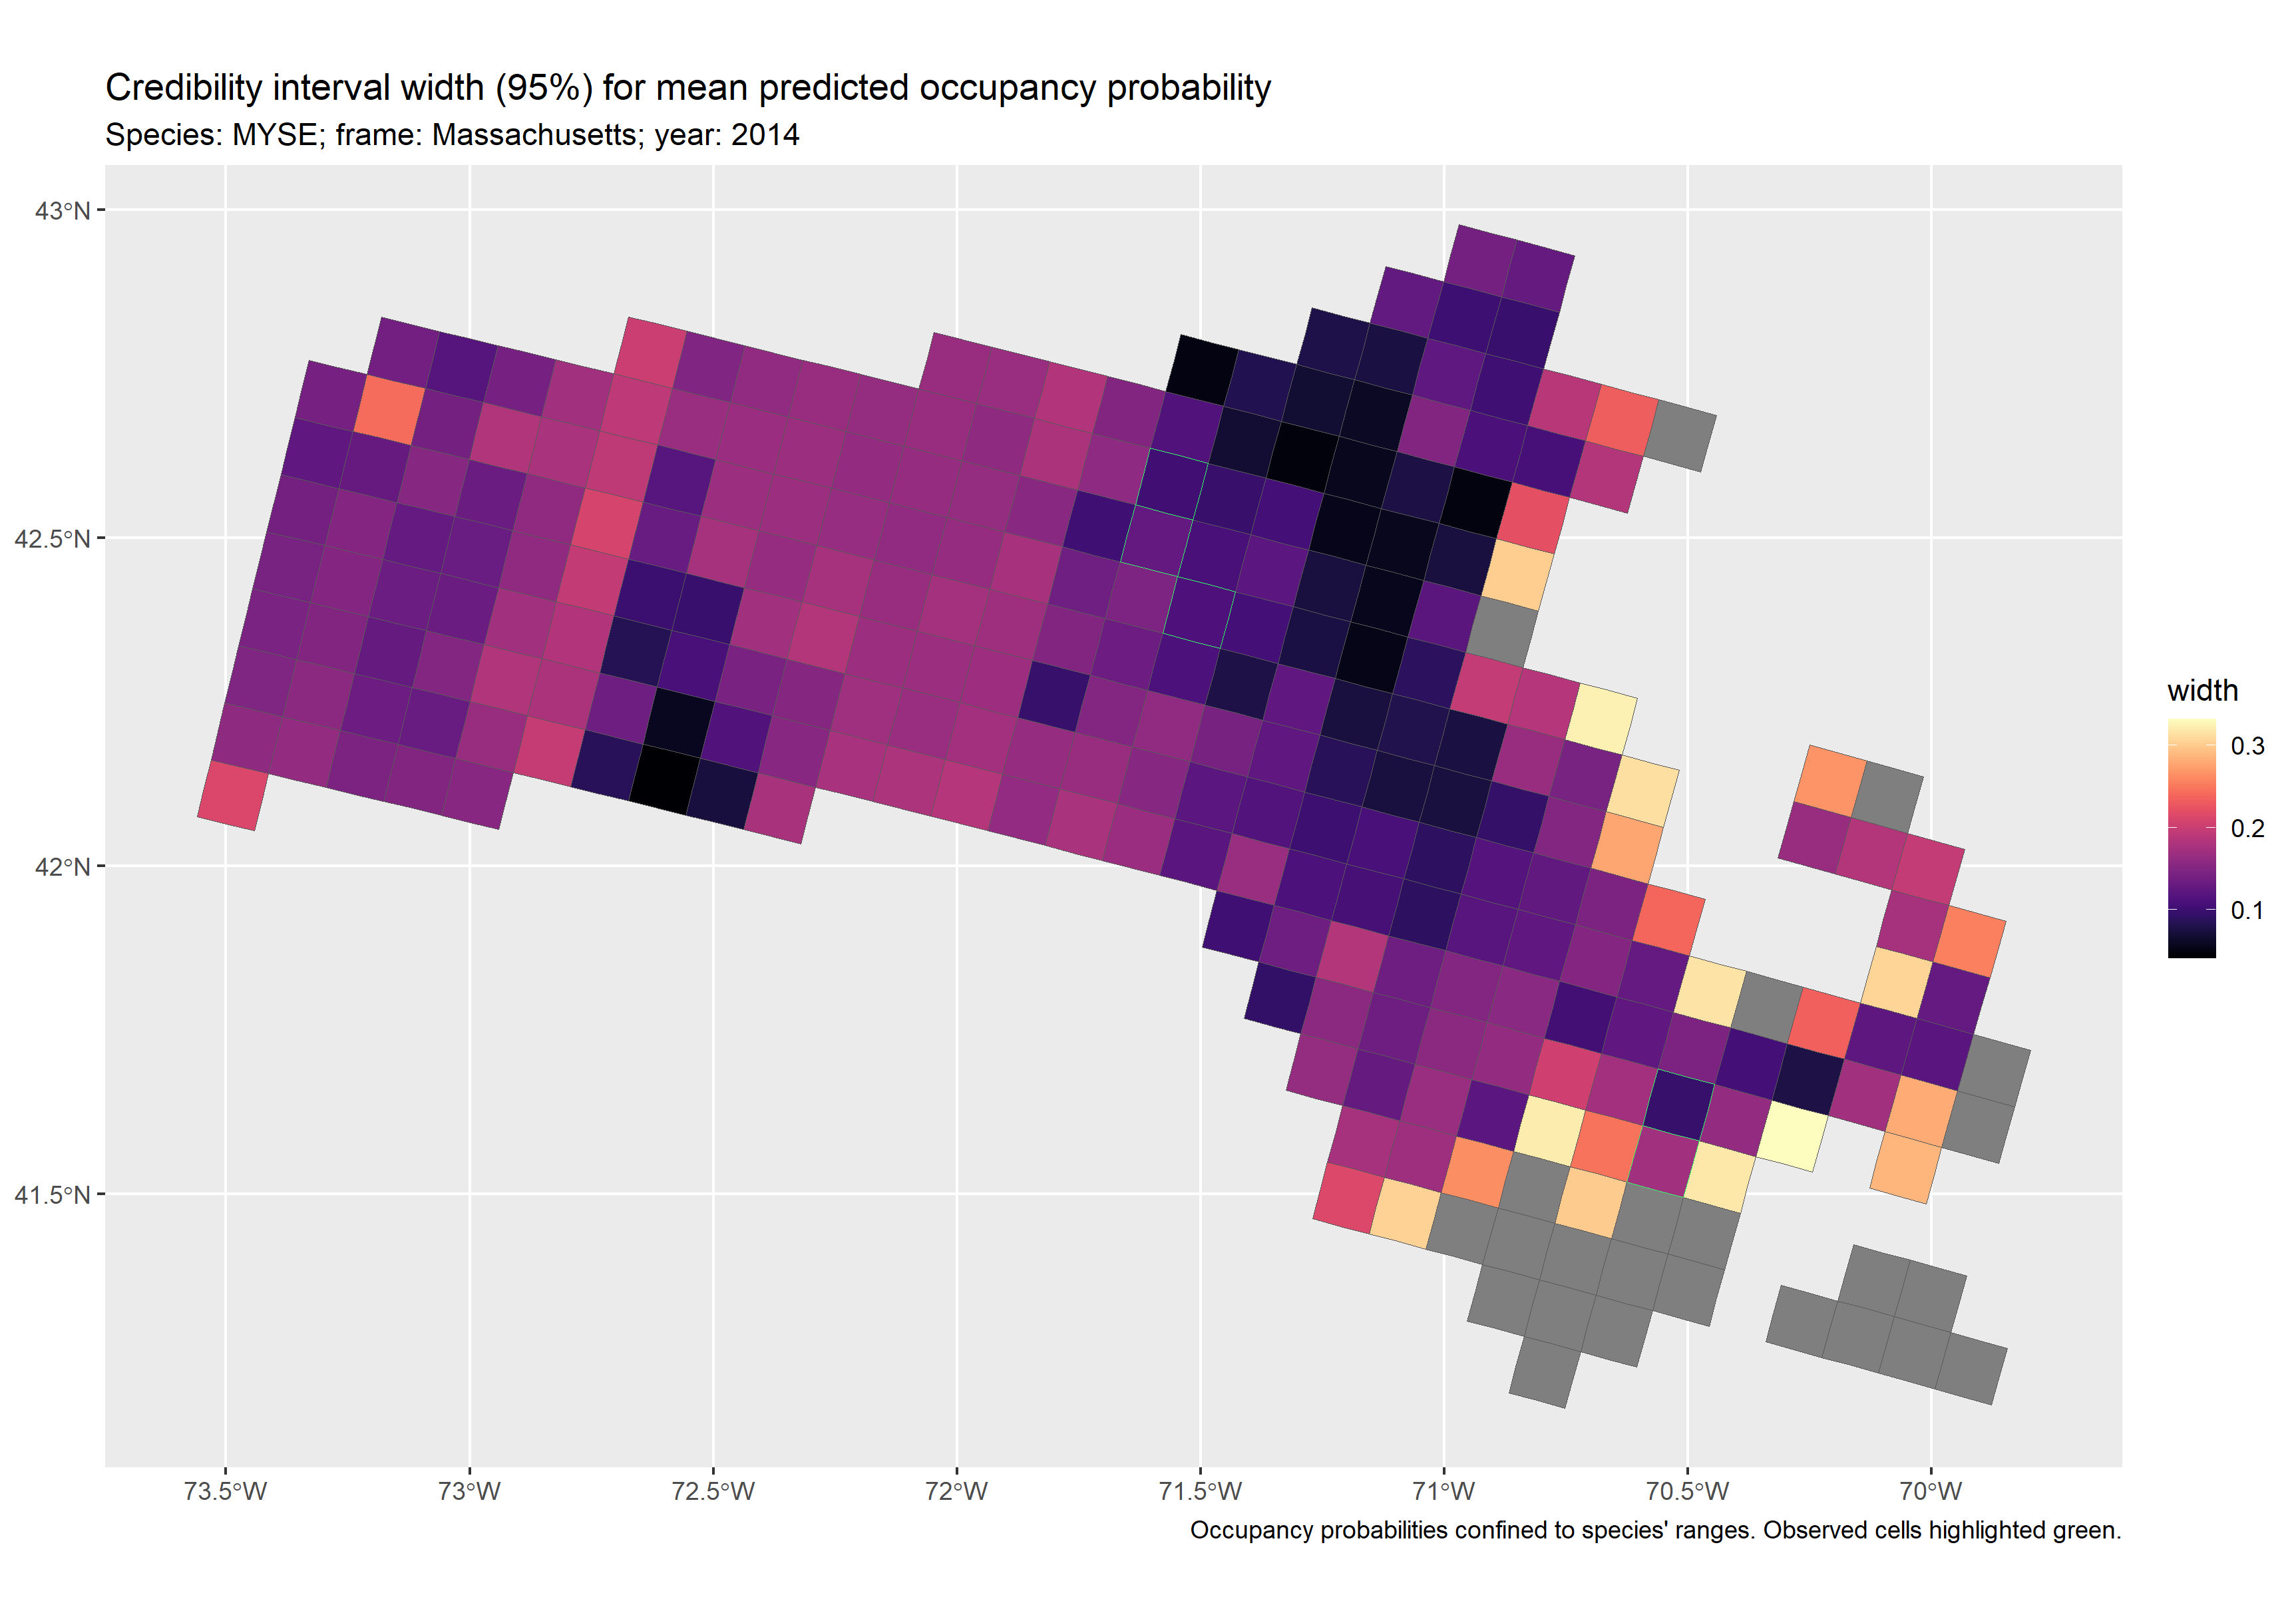 Credibility interval width (95%) for mean predicted occupancy probability
Species: MYSE; frame: Massachusetts; year: 2014
43°N
42.5°N
42°N
41.5°N
width
0.3
0.2
0.1
73.5°W 73°W 72.5°W 72°W 71.5°W 71°W 70.5°W 70°W
Occupancy probabilities confined to species' ranges. Observed cells highlighted green.